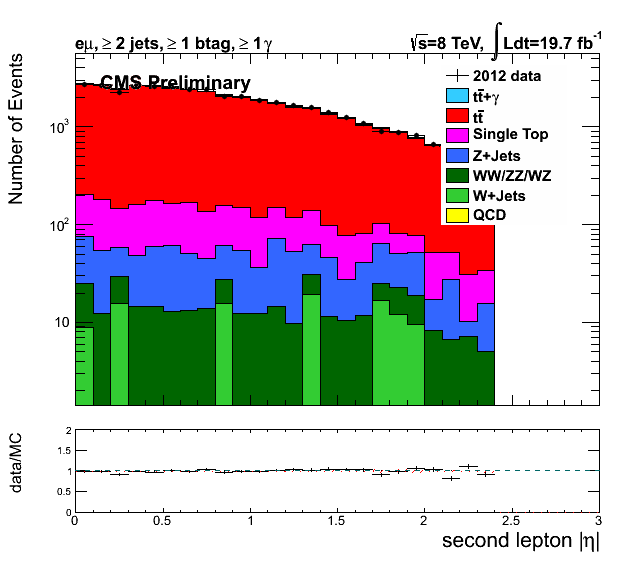 eμ, ≥ 2 jets, ≥ 1 btag, ≥ 1 γ
√s=8 TeV, ∫ Ldt=19.7 fb⁻¹
CMS Preliminary
2012 data
tt̄+γ
tt̄
Single Top
Z+Jets
WW/ZZ/WZ
W+Jets
QCD
Number of Events
10³
10²
10
data/MC
2
1.5
1
0.5
0
0 0.5 1 1.5 2 2.5 3
second lepton |η|